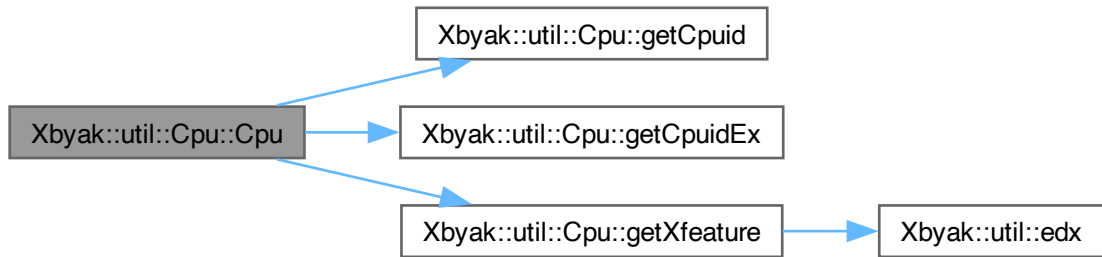 Xbyak::util::Cpu::getCpuid
Xbyak::util::Cpu::Cpu
Xbyak::util::Cpu::getCpuidEx
Xbyak::util::Cpu::getXfeature
Xbyak::util::edx